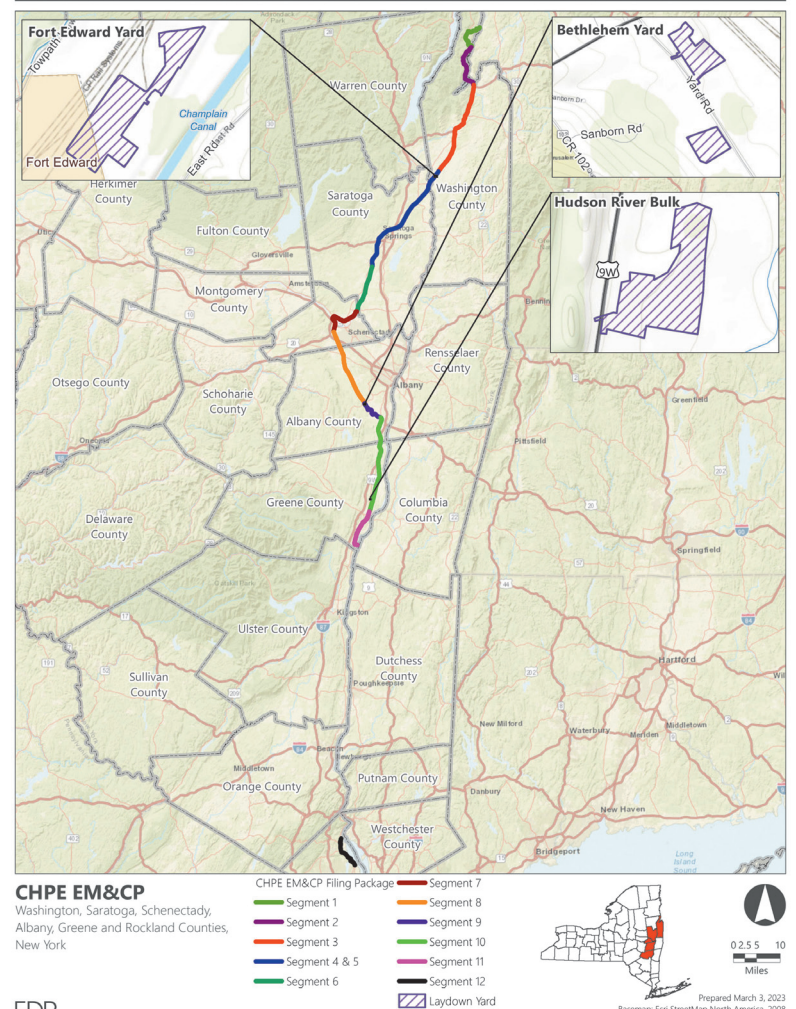 Fort Edward Yard
Towpath
Champlain
Canal
East Rd
Fort Edward
Bethlehem Yard
Yard Rd
Sanborn Rd
CR 102
Hudson River Bulk
9W
Warren County
Washington
County
Herkimer
County
Saratoga
County
Fulton County
Springs
Gloversville
Montgomery
County
Rensselaer
County
Albany
Otsego County
Schoharie
County
Albany County
Greenfield
Pittsfield
Greene County
Columbia
County
Delaware
County
Springfield
Kingston
Ulster County
87
Sullivan
County
Dutchess
County
Poughkeepsie
Hartford
New Milford
Waterbury
Meriden
Middletown
Beacon
Newburgh
Middletown
Orange County
Putnam County
Danbury
New Haven
Westchester
County
Bridgeport
Long
Island
Sound
CHPE EM&CP
Washington, Saratoga, Schenectady,
Albany, Greene and Rockland Counties,
New York
CHPE EM&CP Filing Package
Segment 1
Segment 2
Segment 3
Segment 4 & 5
Segment 6
Segment 7
Segment 8
Segment 9
Segment 10
Segment 11
Segment 12
Laydown Yard
0 2.5 5 10
Miles
Prepared March 3, 2023